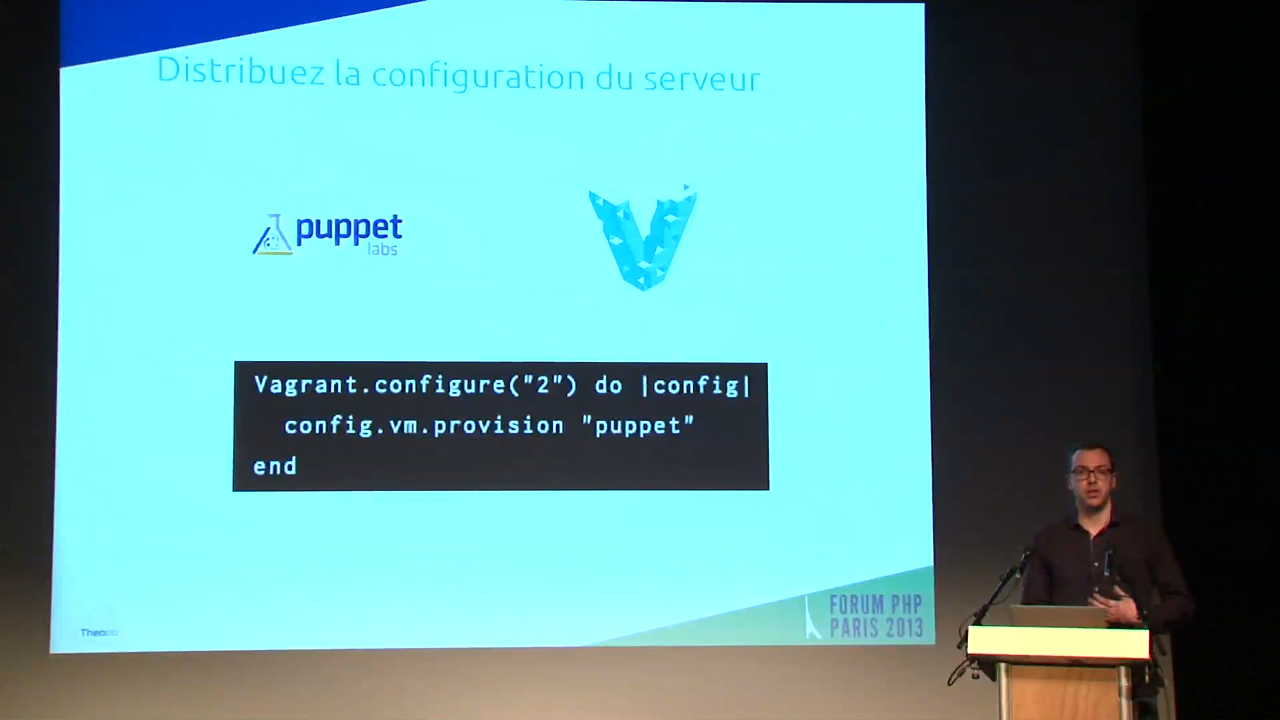 Distribuez la configuration du serveur
puppet
labs
Vagrant.configure("2") do |config|
config.vm.provision "puppet"
end
FORUM PHP
PARIS 2013